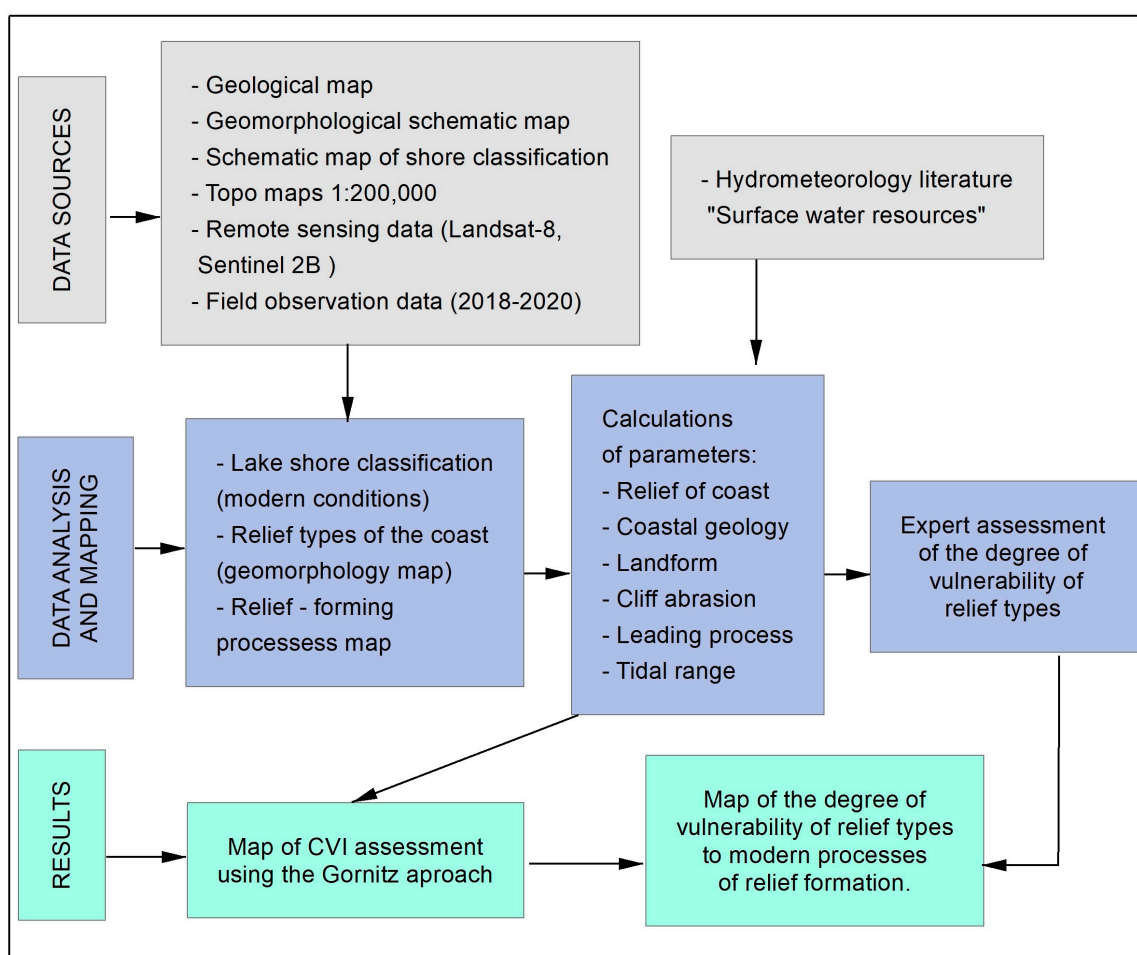 DATA SOURCES
- Geological map
- Geomorphological schematic map
- Schematic map of shore classification
- Topo maps 1:200,000
- Remote sensing data (Landsat-8,
Sentinel 2B )
- Field observation data (2018-2020)
- Hydrometeorology literature
"Surface water resources"
DATA ANALYSIS
AND MAPPING
- Lake shore classification
(modern conditions)
- Relief types of the coast
(geomorphology map)
- Relief - forming
processess map
Calculations
of parameters:
- Relief of coast
- Coastal geology
- Landform
- Cliff abrasion
- Leading process
- Tidal range
Expert assessment
of the degree of
vulnerability of
relief types
RESULTS
Map of CVI assessment
using the Gornitz aproach
Map of the degree of
vulnerability of relief types
to modern processes
of relief formation.